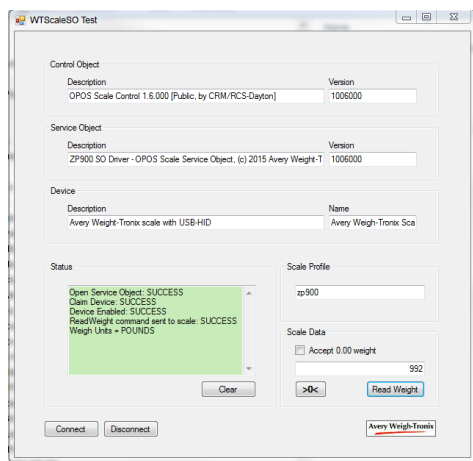 WTScaleSO Test
Control Object
Description Version
OPOS Scale Control 1.6.000 [Public, by CRM/RCS-Dayton] 1006000
Service Object
Description Version
ZP900 SO Driver - OPOS Scale Service Object, (c) 2015 Avery Weight-T 1006000
Device
Description Name
Avery Weight-Tronix scale with USB-HID Avery Weigh-Tronix Sca
Status Scale Profile
Open Service Object: SUCCESS
Claim Device: SUCCESS
Device Enabled: SUCCESS
ReadWeight command sent to scale: SUCCESS
Weigh Units = POUNDS
zp900
Scale Data
Accept 0.00 weight
992
Clear >0< Read Weight
Connect Disconnect Avery Weigh-Tronix